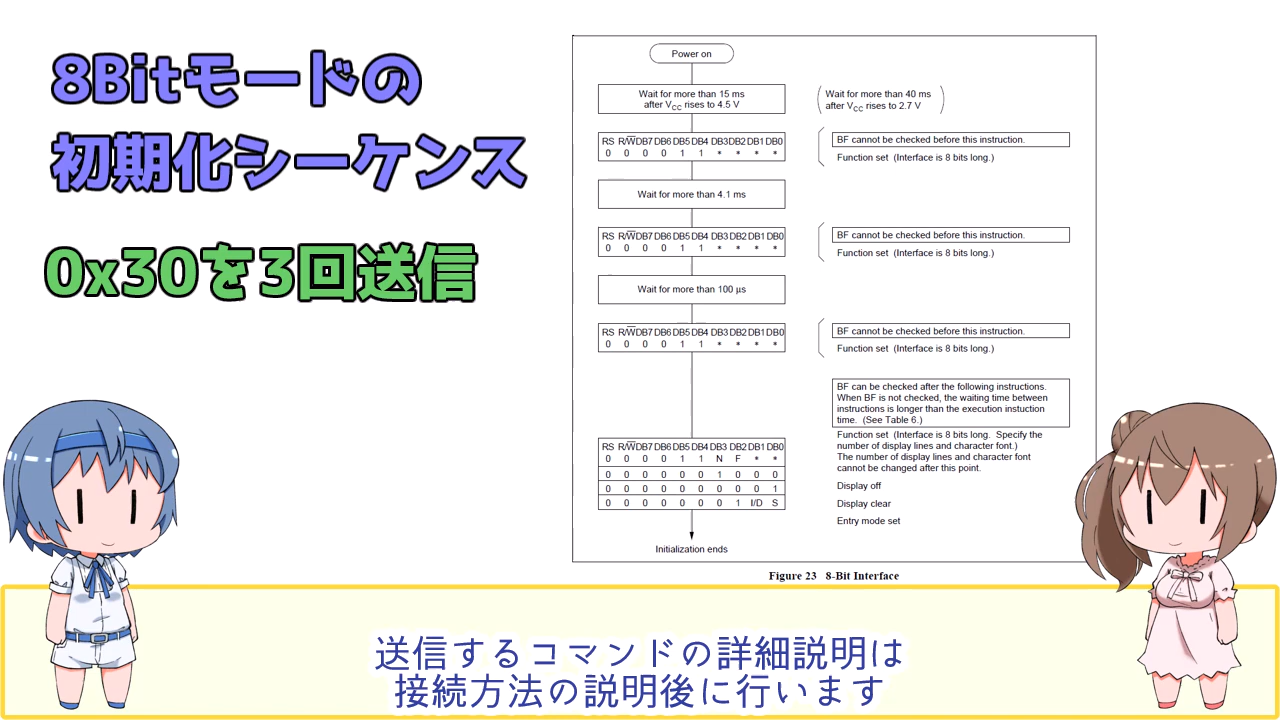 8Bitモードの
初期化シーケンス
0x30を3回送信
Power on
Wait for more than 15 ms
after VCC rises to 4.5 V
Wait for more than 40 ms
after VCC rises to 2.7 V
RS R/W DB7 DB6 DB5 DB4 DB3 DB2 DB1 DB0
0 0 0 0 1 1 * * * *
BF cannot be checked before this instruction.
Function set (Interface is 8 bits long.)
Wait for more than 4.1 ms
RS R/W DB7 DB6 DB5 DB4 DB3 DB2 DB1 DB0
0 0 0 0 1 1 * * * *
BF cannot be checked before this instruction.
Function set (Interface is 8 bits long.)
Wait for more than 100 µs
RS R/W DB7 DB6 DB5 DB4 DB3 DB2 DB1 DB0
0 0 0 0 1 1 * * * *
BF cannot be checked before this instruction.
Function set (Interface is 8 bits long.)
BF can be checked after the following instructions.
When BF is not checked, the waiting time between
instructions is longer than the execution instuction
time. (See Table 6.)
RS R/W DB7 DB6 DB5 DB4 DB3 DB2 DB1 DB0
0 0 0 0 1 1 N F * *
0 0 0 0 0 0 1 0 0 0
0 0 0 0 0 0 0 0 0 1
0 0 0 0 0 0 0 1 I/D S
Function set (Interface is 8 bits long. Specify the
number of display lines and character font.)
The number of display lines and character font
cannot be changed after this point.
Display off
Display clear
Entry mode set
Initialization ends
Figure 23 8-Bit Interface
送信するコマンドの詳細説明は
接続方法の説明後に行います